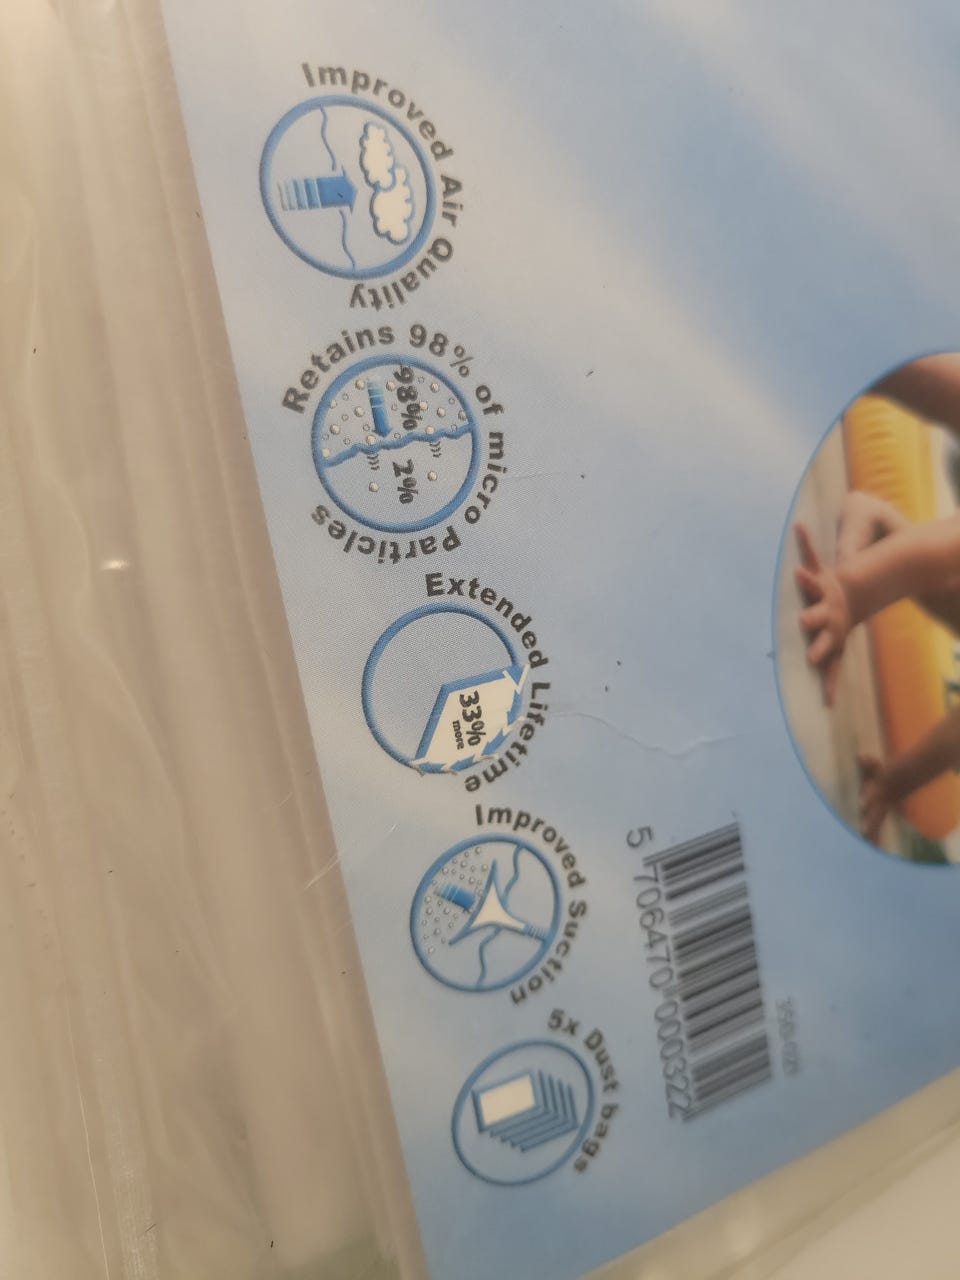 Improved Air Quality
Retains 98% of micro Particles
98%
2%
Extended Lifetime
33%
more
Improved Suction
5x Dust bags
5 706470 000322